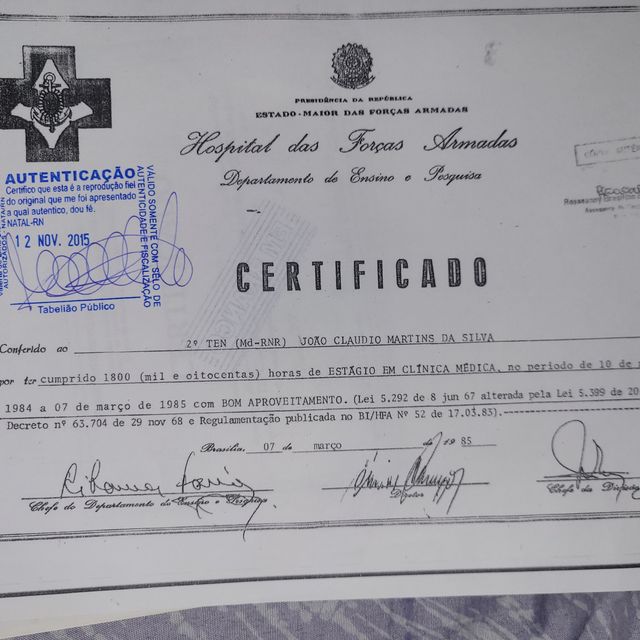 PRESIDÊNCIA DA REPÚBLICA
ESTADO-MAIOR DAS FORÇAS ARMADAS
Hospital das Forças Armadas
Departamento de Ensino e Pesquisa
AUTENTICAÇÃO
Certifico que esta é a reprodução fiel
do original que me foi apresentado
a qual autentico, dou fé.
NATAL-RN
12 NOV. 2015
Tabelião Público
VÁLIDO SOMENTE COM SELO DE
AUTENTICIDADE E FISCALIZAÇÃO
CERTIFICADO
Conferido ao 2º TEN (Md-RNR) JOÃO CLAUDIO MARTINS DA SILVA
por ter cumprido 1800 (mil e oitocentas) horas de ESTÁGIO EM CLÍNICA MÉDICA, no período de 10 de
1984 a 07 de março de 1985 com BOM APROVEITAMENTO. (Lei 5.292 de 8 jun 67 alterada pela Lei 5.399 de 20
Decreto nº 63.704 de 29 nov 68 e Regulamentação publicada no BI/HFA Nº 52 de 17.03.85).
Brasília, 07 de março de 1985
Chefe do Departamento de Ensino e Pesquisa
Diretor
Chefe da